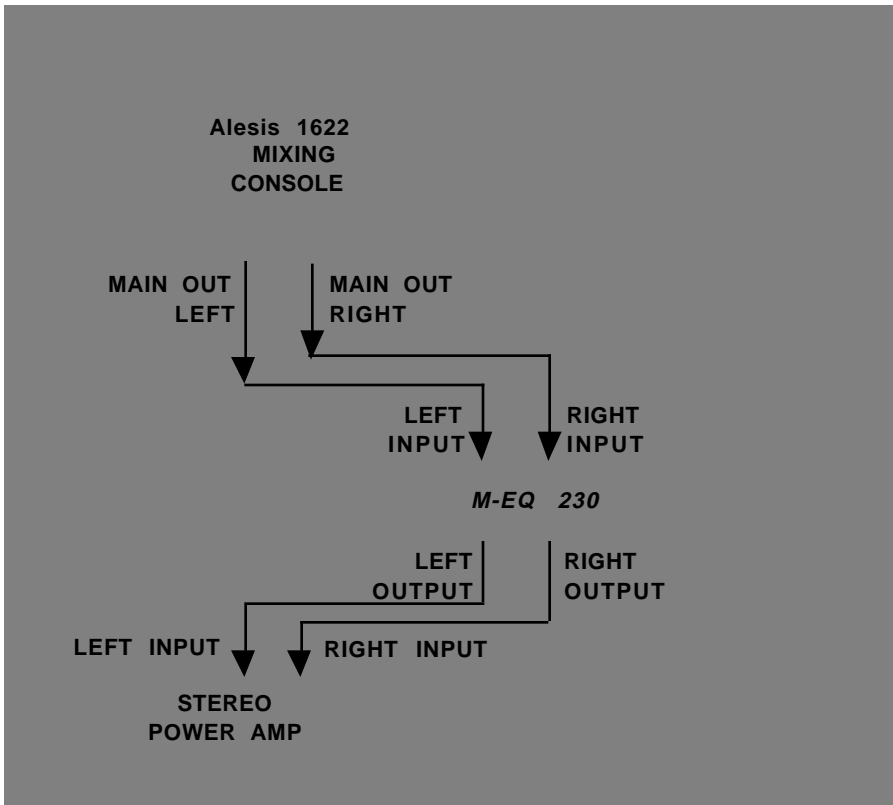 Alesis 1622
MIXING
CONSOLE
MAIN OUT
LEFT
MAIN OUT
RIGHT
LEFT
INPUT
RIGHT
INPUT
M-EQ 230
LEFT
OUTPUT
RIGHT
OUTPUT
LEFT INPUT
RIGHT INPUT
STEREO
POWER AMP